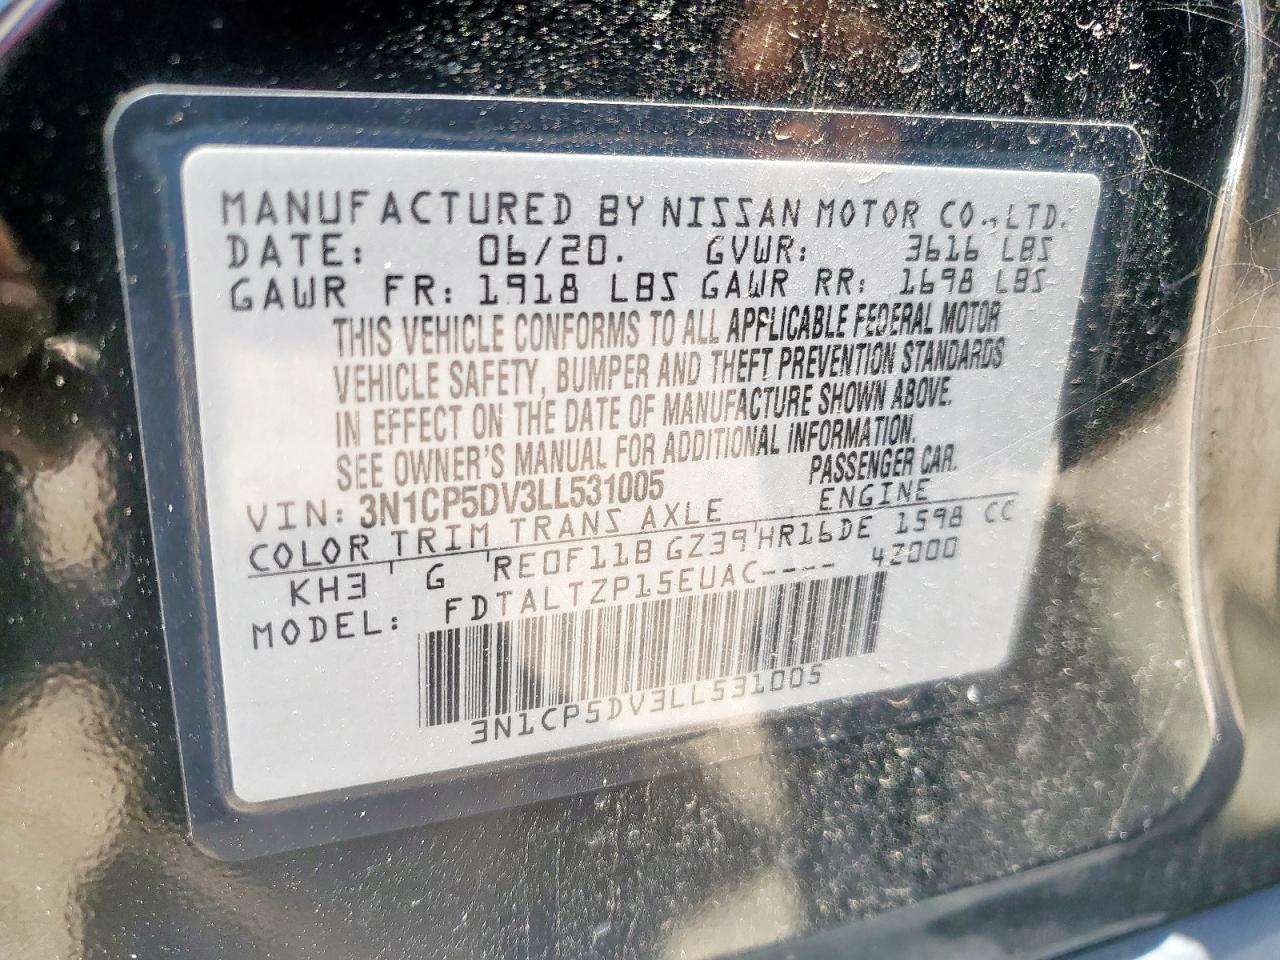 MANUFACTURED BY NISSAN MOTOR CO., LTD.
DATE: 06/20. GVWR: 3616 LBS
GAWR FR: 1918 LBS GAWR RR: 1698 LBS
THIS VEHICLE CONFORMS TO ALL APPLICABLE FEDERAL MOTOR
VEHICLE SAFETY, BUMPER AND THEFT PREVENTION STANDARDS
IN EFFECT ON THE DATE OF MANUFACTURE SHOWN ABOVE.
SEE OWNER'S MANUAL FOR ADDITIONAL INFORMATION.
VIN: 3N1CP5DV3LL531005 PASSENGER CAR.
COLOR TRIM TRANS AXLE ENGINE
KH3 G RE0F11B GZ39 HR16DE 1598 CC
MODEL: FDTALTZP15EUAC---- 42000
3N1CP5DV3LL531005